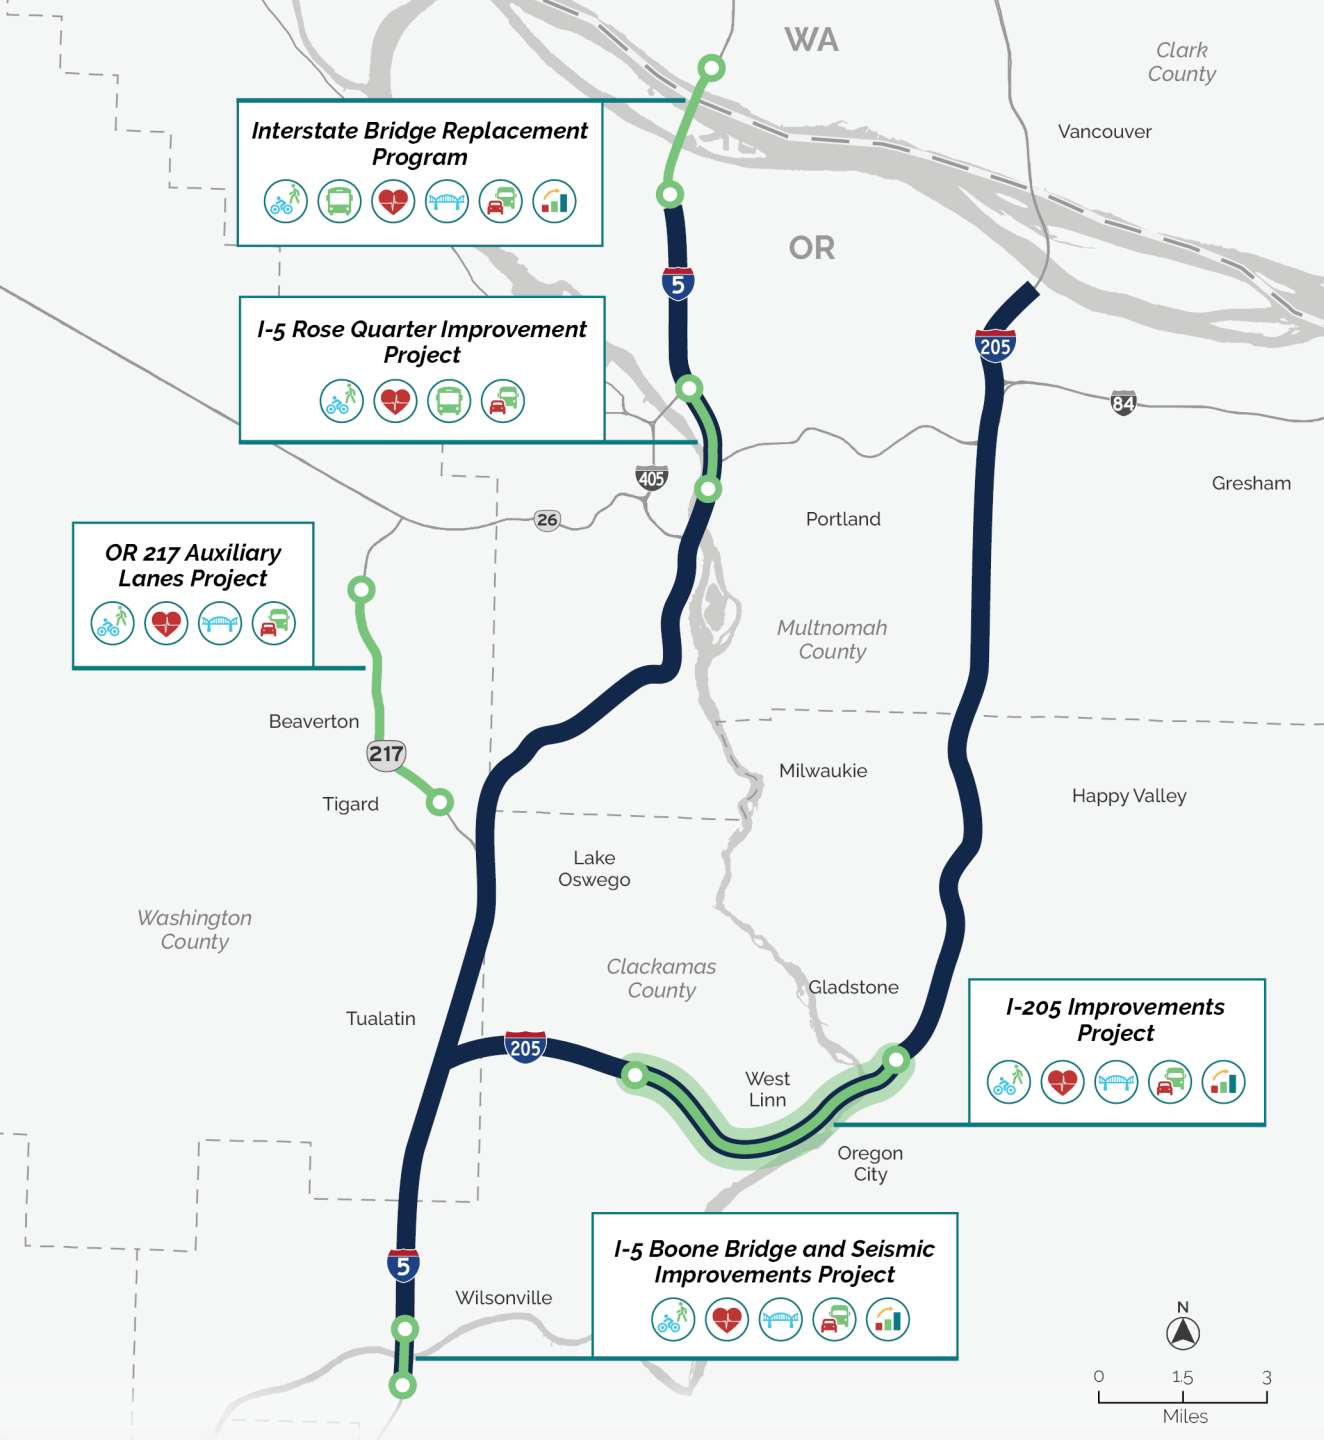 WA
Clark
County
Vancouver
Interstate Bridge Replacement
Program
OR
5
I-5 Rose Quarter Improvement
Project
205
84
405
Gresham
26
Portland
OR 217 Auxiliary
Lanes Project
Multnomah
County
Beaverton
217
Milwaukie
Tigard
Happy Valley
Lake
Oswego
Washington
County
Clackamas
County
Gladstone
I-205 Improvements
Project
Tualatin
205
West
Linn
Oregon
City
I-5 Boone Bridge and Seismic
Improvements Project
5
Wilsonville
N
0 1.5 3
Miles